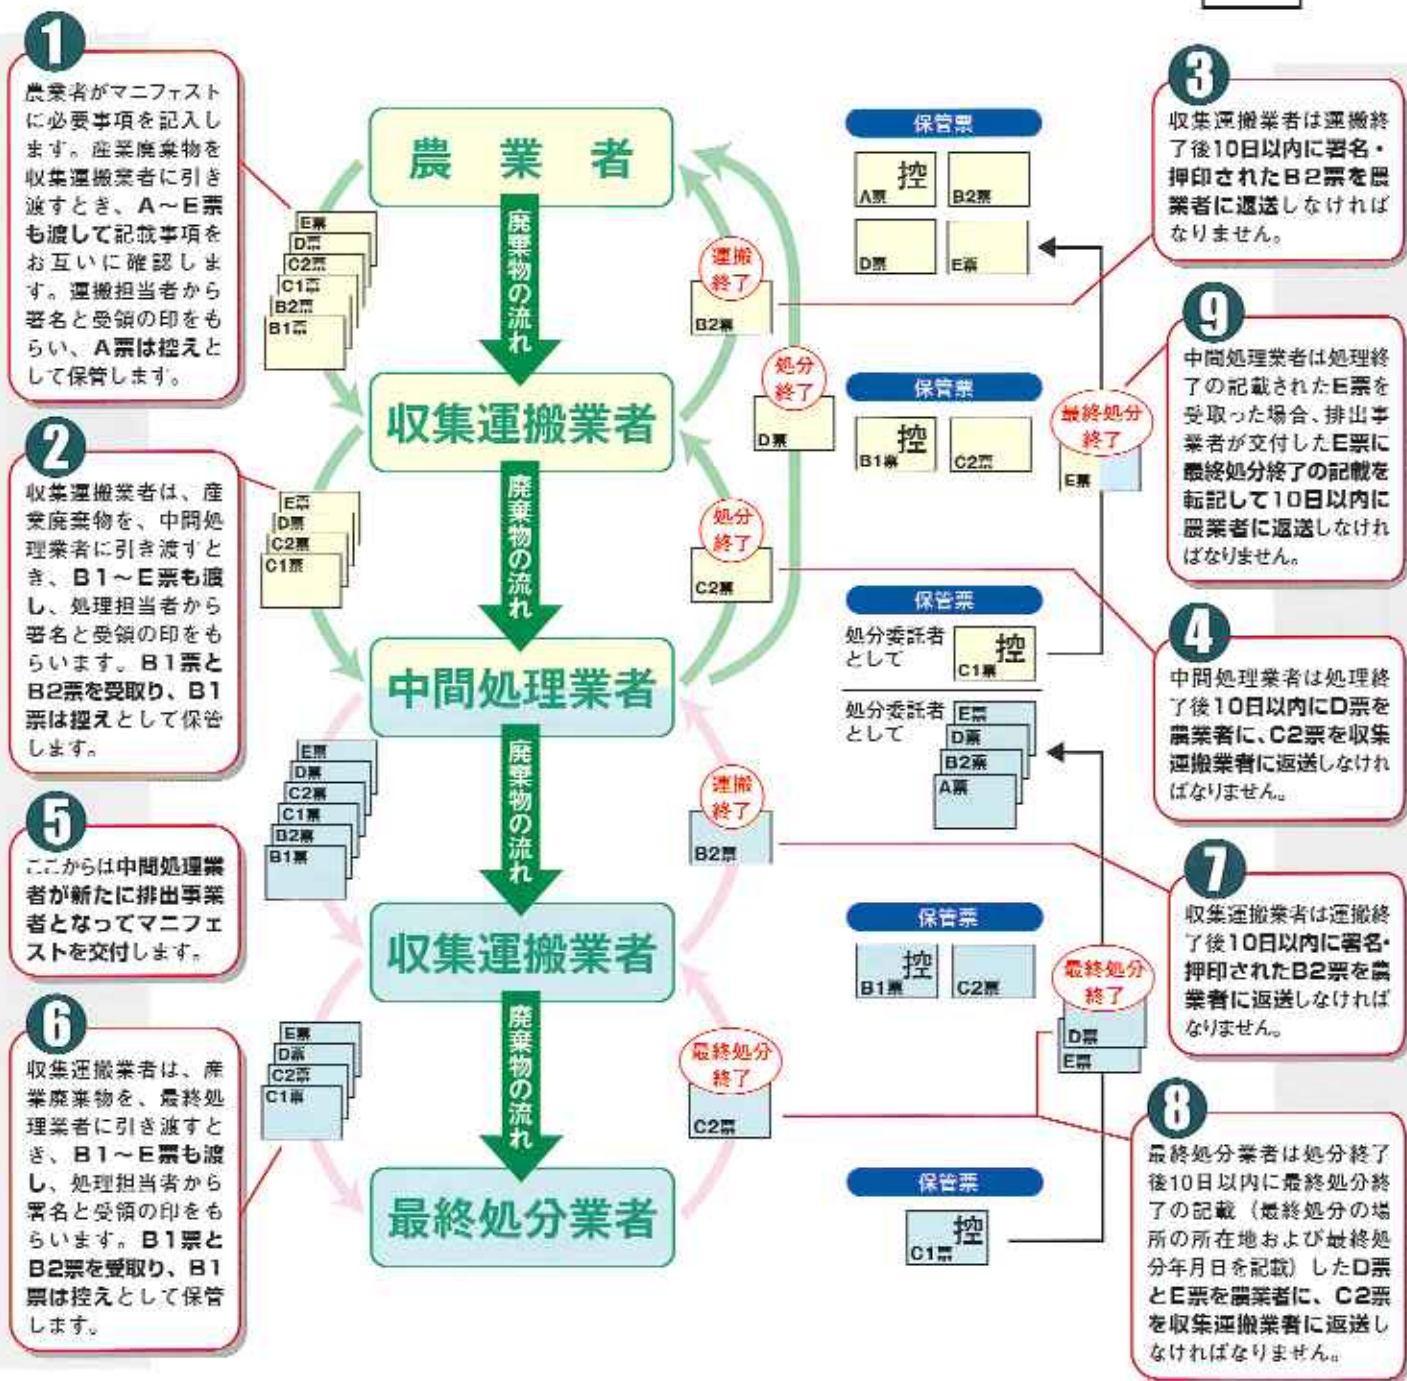 1
農業者がマニフェスト
に必要事項を記入し
ます。産業廃棄物を
収集運搬業者に引き
渡すとき、A～E票
も渡して記載事項を
お互いに確認しま
す。運搬担当者から
署名と受領の印をも
らい、A票は控えと
して保管します。
2
収集運搬業者は、産
業廃棄物を、中間処
理業者に引き渡すと
き、B1～E票も渡
し、処理担当者から
署名と受領の印をも
らいます。B1票と
B2票を受取り、B1
票は控えとして保管
します。
5
ここからは中間処理業
者が新たに排出事業
者となってマニフェ
ストを交付します。
6
収集運搬業者は、産
業廃棄物を、最終処
理業者に引き渡すと
き、B1～E票も渡
し、処理担当者から
署名と受領の印をも
らいます。B1票と
B2票を受取り、B1
票は控えとして保管
します。
農業者
E票
D票
C2票
C1票
B2票
B1票
廃棄物の流れ
運搬
終了
B2票
処分
終了
D票
収集運搬業者
E票
D票
C2票
C1票
廃棄物の流れ
処分
終了
C2票
中間処理業者
E票
D票
C2票
C1票
B2票
B1票
廃棄物の流れ
運搬
終了
B2票
収集運搬業者
E票
D票
C2票
C1票
廃棄物の流れ
最終処分
終了
C2票
最終処分業者
保管票
A票 控
B2票
D票
E票
保管票
B1票 控
C2票
最終処分
終了
E票
保管票
処分委託者
として
C1票 控
処分委託者
として
E票
D票
B2票
A票
保管票
B1票 控
C2票
最終処分
終了
D票
E票
保管票
C1票 控
3
収集運搬業者は運搬終
了後10日以内に署名・
押印されたB2票を農
業者に返送しなければ
なりません。
9
中間処理業者は処理終
了の記載されたE票を
受取った場合、排出事
業者が交付したE票に
最終処分終了の記載を
転記して10日以内に
農業者に返送しなけれ
ばなりません。
4
中間処理業者は処理終
了後10日以内にD票を
農業者に、C2票を収集
運搬業者に返送しなけれ
ばなりません。
7
収集運搬業者は運搬終
了後10日以内に署名・
押印されたB2票を農
業者に返送しなければ
なりません。
8
最終処分業者は処分終了
後10日以内に最終処分終
了の記載（最終処分の場
所の所在地および最終処
分年月日を記載）したD票
とE票を農業者に、C2票
を収集運搬業者に返送し
なければなりません。